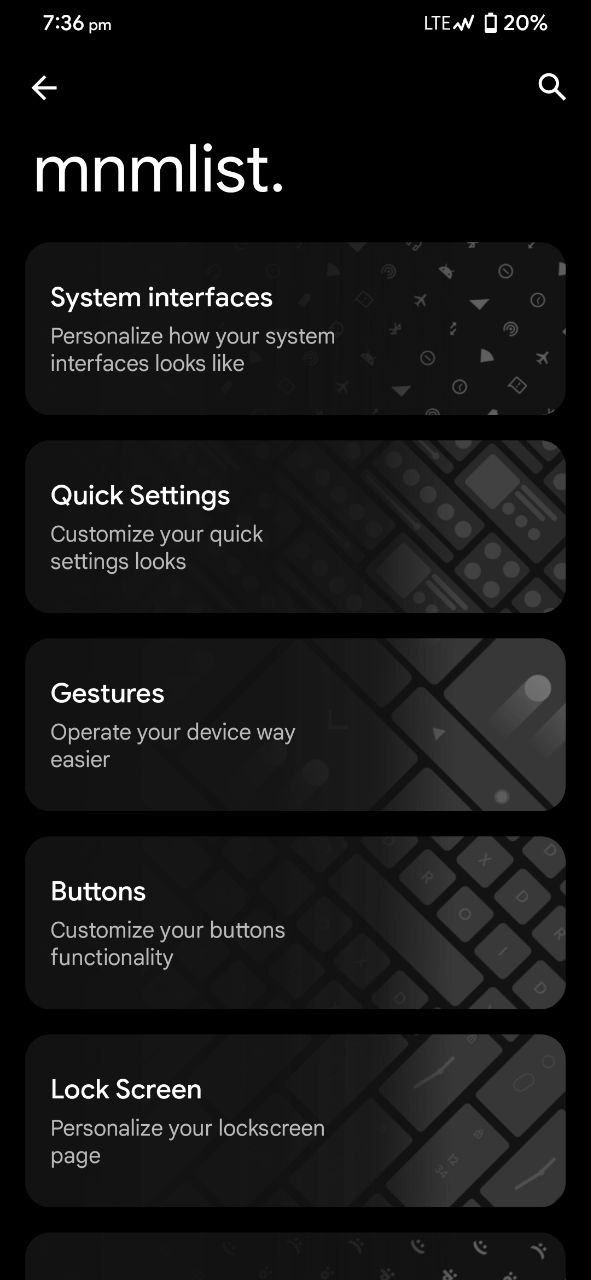 7:36 pm LTE 20%
mnmlist.
System interfaces
Personalize how your system
interfaces looks like
Quick Settings
Customize your quick
settings looks
Gestures
Operate your device way
easier
Buttons
Customize your buttons
functionality
Lock Screen
Personalize your lockscreen
page